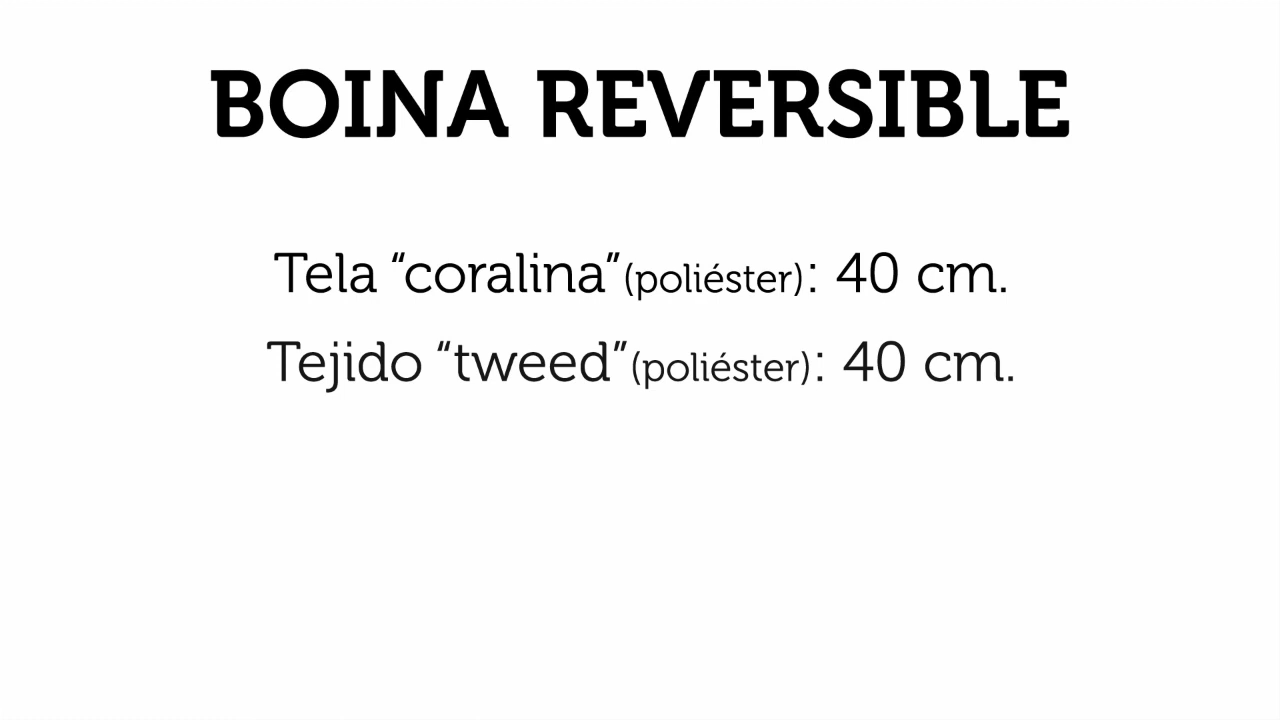 BOINA REVERSIBLE
Tela “coralina”(poliéster): 40 cm.
Tejido “tweed”(poliéster): 40 cm.